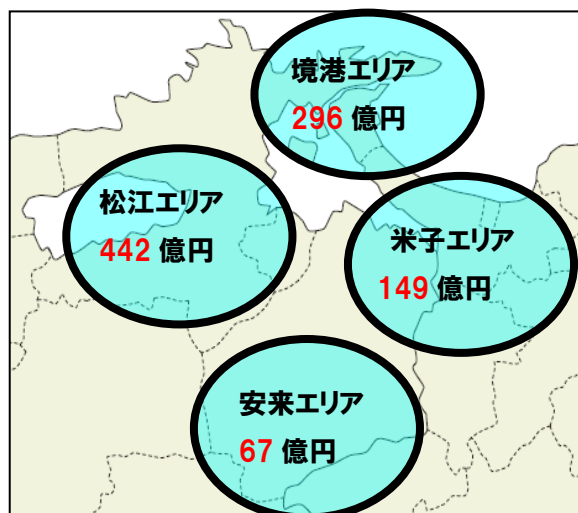 境港エリア
296 億円
松江エリア
442 億円
米子エリア
149 億円
安来エリア
67 億円